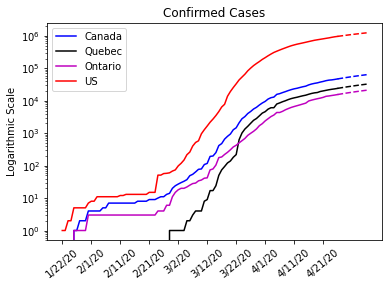 Confirmed Cases
Canada
Quebec
Ontario
US
Logarithmic Scale
10^6
10^5
10^4
10^3
10^2
10^1
10^0
1/22/20
2/1/20
2/11/20
2/21/20
3/2/20
3/12/20
3/22/20
4/1/20
4/11/20
4/21/20